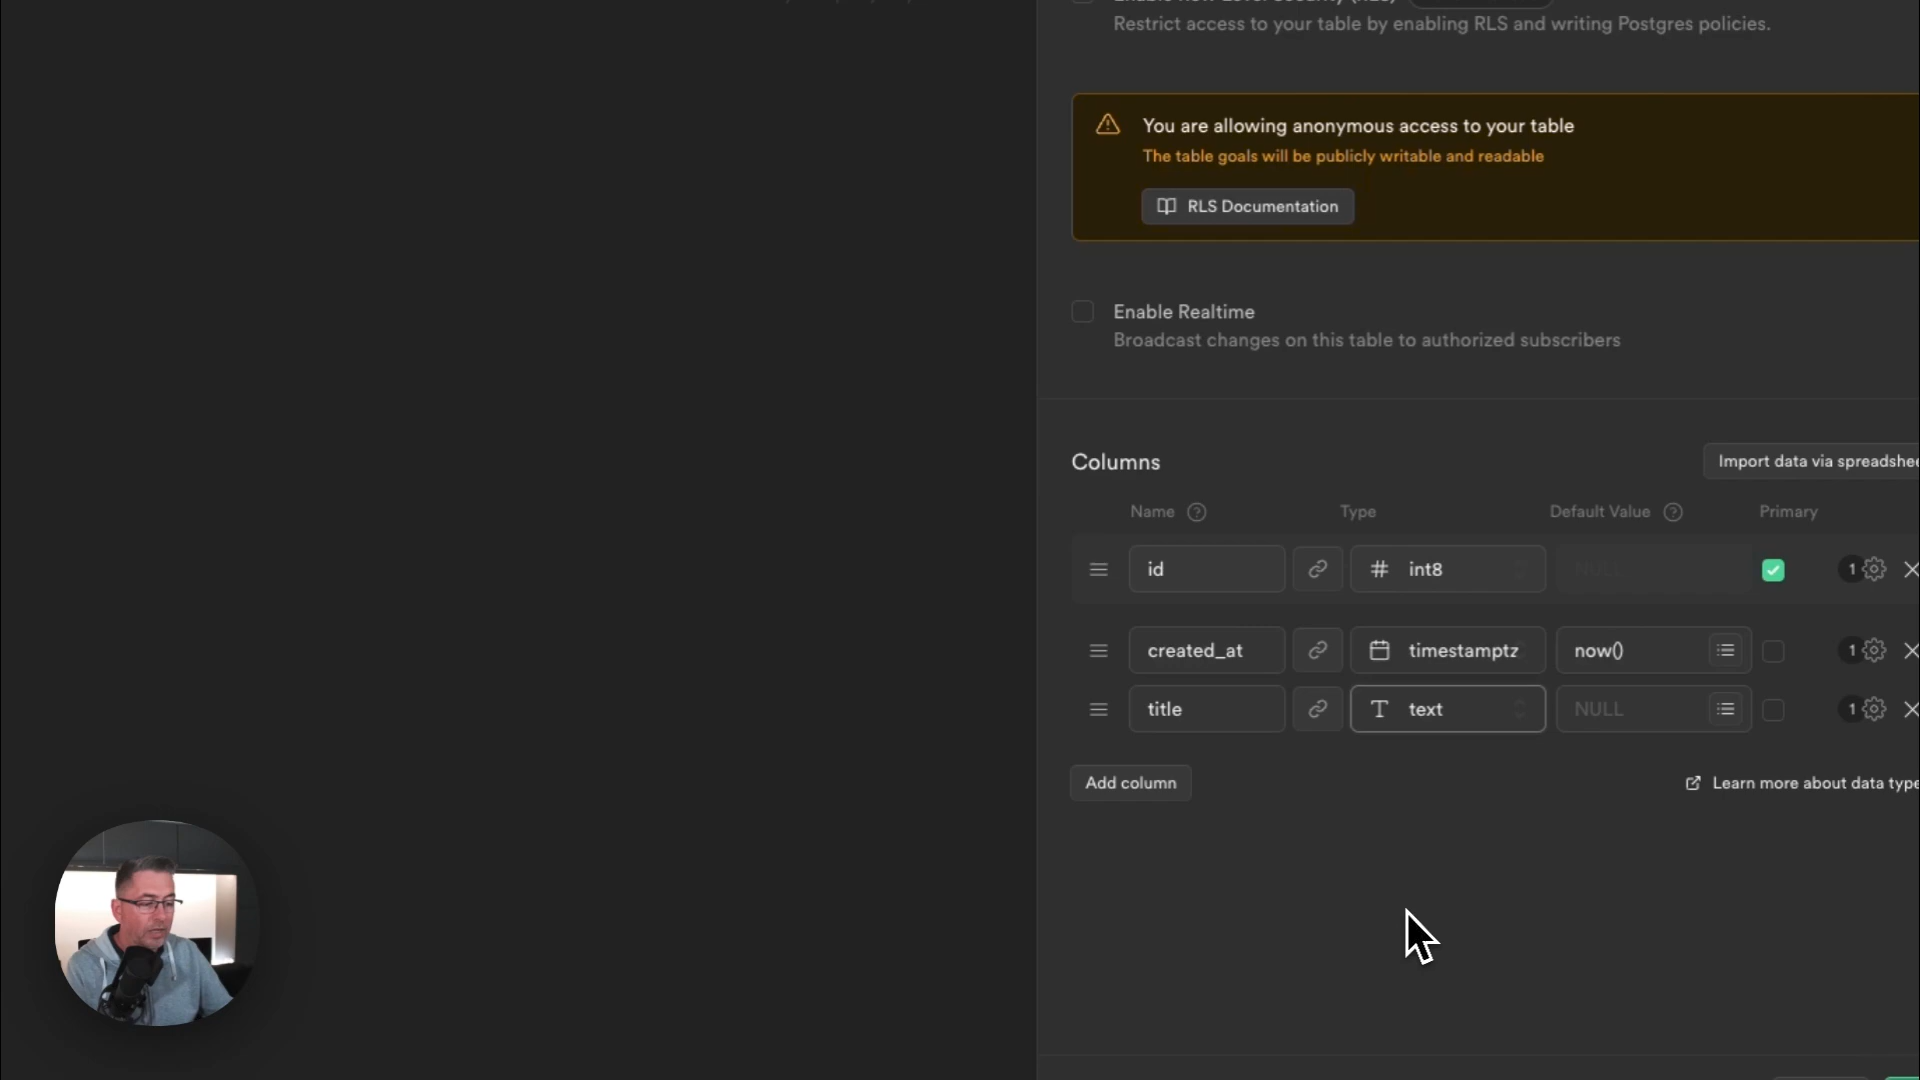 Restrict access to your table by enabling RLS and writing Postgres policies.
You are allowing anonymous access to your table
The table goals will be publicly writable and readable
RLS Documentation
Enable Realtime
Broadcast changes on this table to authorized subscribers
Columns
Import data via spreadshee
Name Type Default Value Primary
id int8 NULL 1
created_at timestamptz now() 1
title text NULL 1
Add column
Learn more about data type